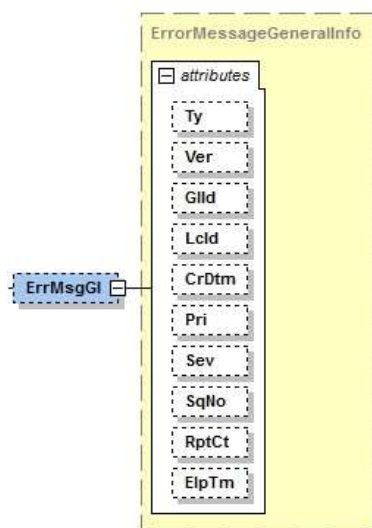 ErrorMessageGeneralInfo
attributes
Ty
Ver
GlId
LcId
CrDtm
Pri
ErrMsgGI
Sev
SqNo
RptCt
ElpTm